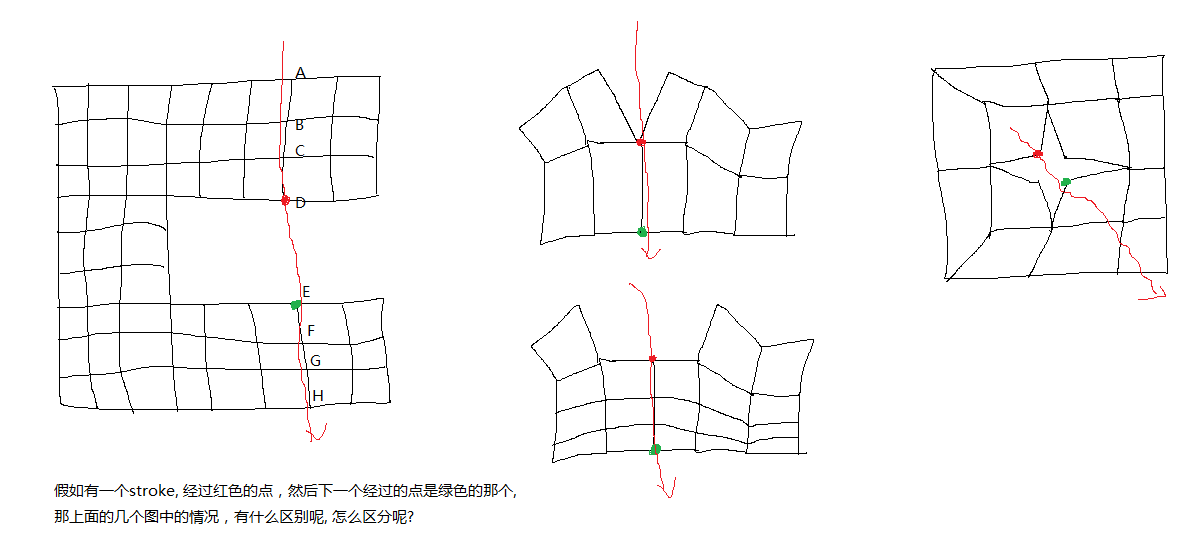 A
B
C
D
E
F
G
H
假如有一个stroke, 经过红色的点，然后下一个经过的点是绿色的那个,
那上面的几个图中的情况，有什么区别呢, 怎么区分呢?